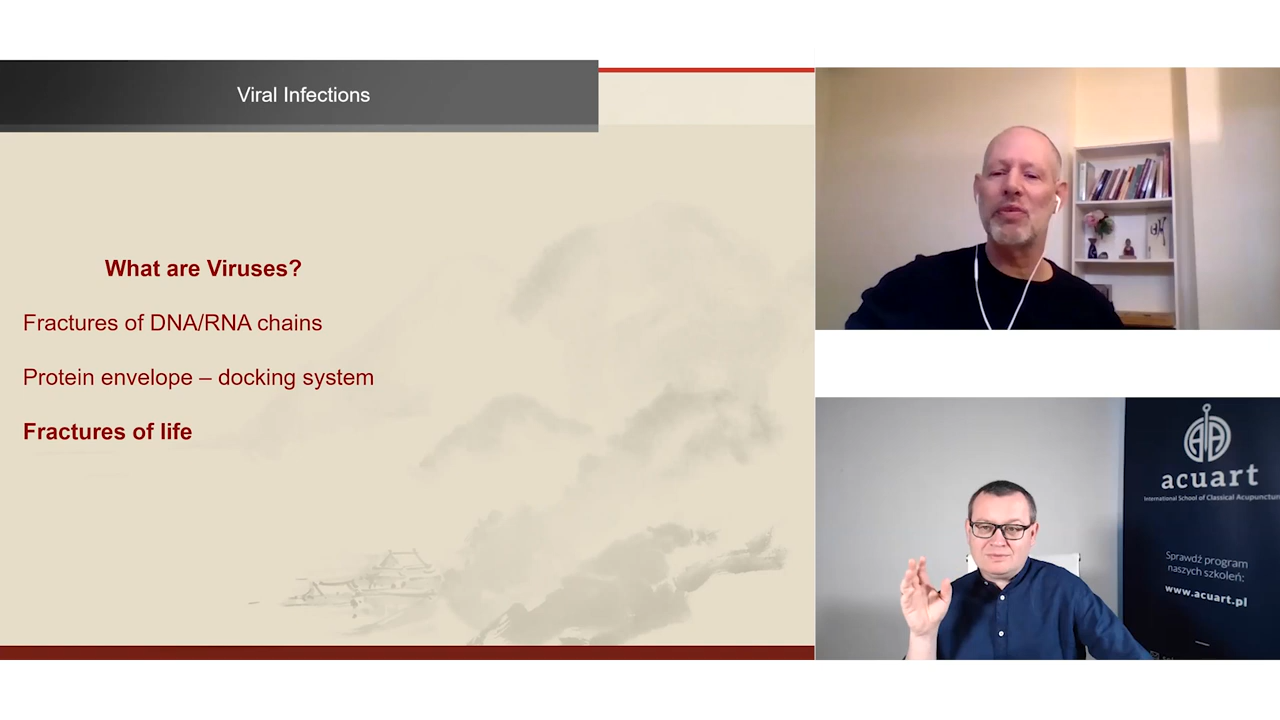 Viral Infections
What are Viruses?
Fractures of DNA/RNA chains
Protein envelope – docking system
Fractures of life
acuart
International School of Classical Acupunctur
Sprawdź program
naszych szkoleń:
www.acuart.pl